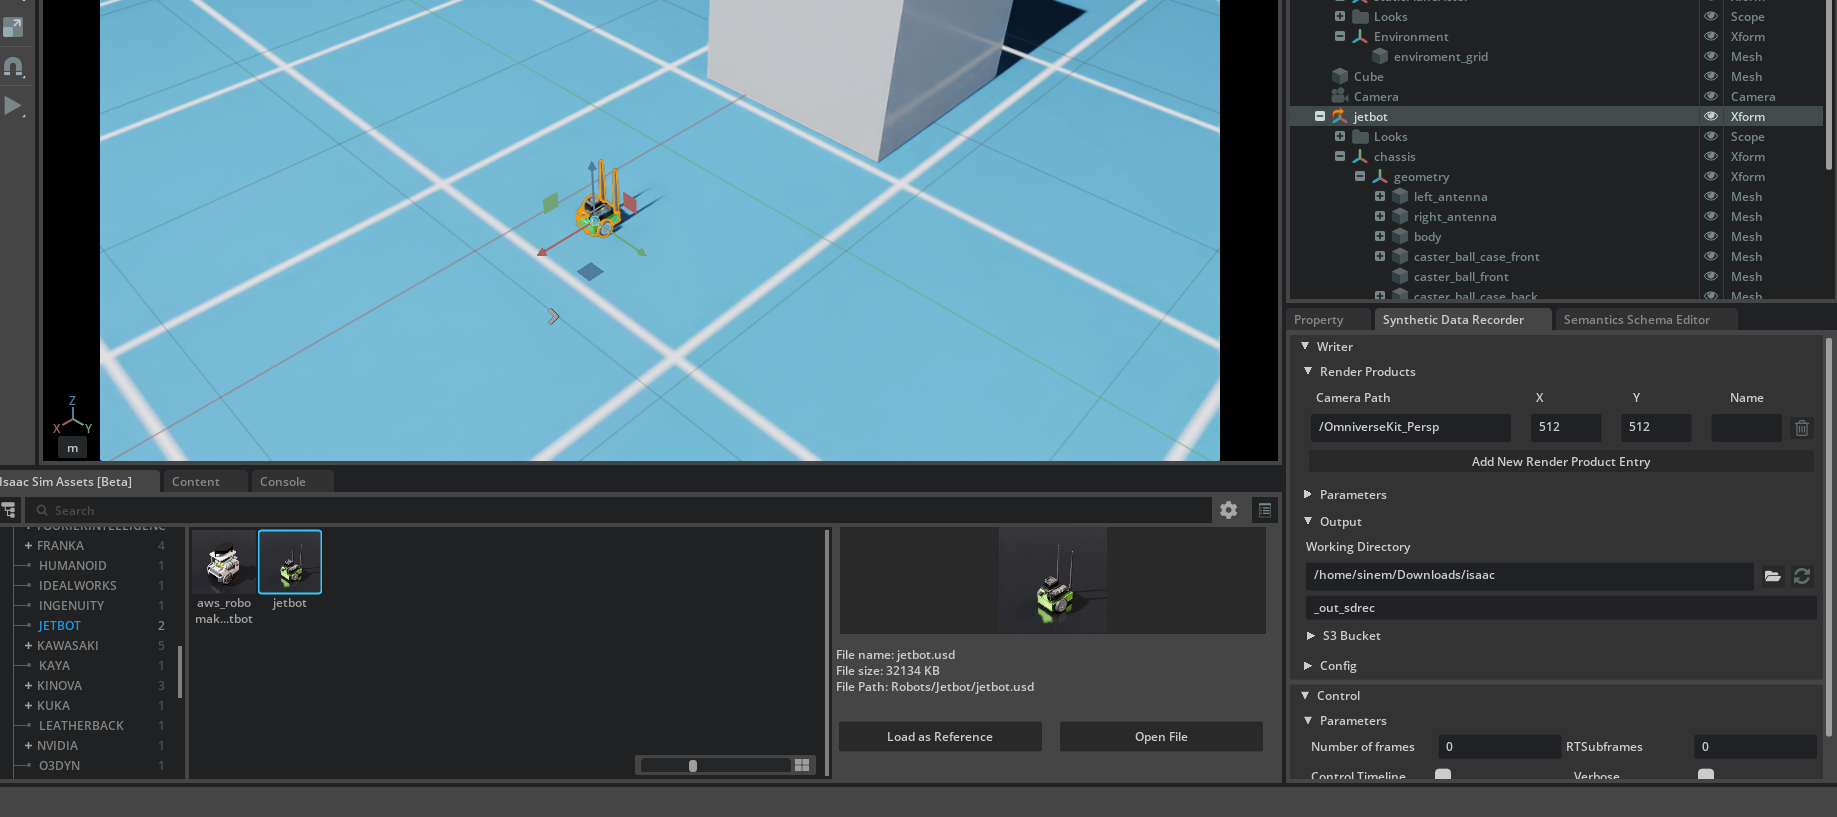 Looks Scope
Environment Xform
enviroment_grid Mesh
Cube Mesh
Camera Camera
jetbot Xform
Looks Scope
chassis Xform
geometry Xform
left_antenna Mesh
right_antenna Mesh
body Mesh
caster_ball_case_front Mesh
caster_ball_front Mesh
caster_ball_case_back Mesh
Z
X Y
m
Property Synthetic Data Recorder Semantics Schema Editor
Writer
Render Products
Camera Path X Y Name
/OmniverseKit_Persp 512 512
Add New Render Product Entry
Parameters
Output
Working Directory
/home/sinem/Downloads/isaac
_out_sdrec
S3 Bucket
Config
Control
Parameters
Number of frames 0 RTSubframes 0
Control Timeline Verbose
Isaac Sim Assets [Beta] Content Console
Search
+ FRANKA 4
HUMANOID 1
IDEALWORKS 1
INGENUITY 1
JETBOT 2
+ KAWASAKI 5
KAYA 1
+ KINOVA 3
+ KUKA 1
LEATHERBACK 1
+ NVIDIA 1
O3DYN 1
aws_robo
mak...tbot
jetbot
File name: jetbot.usd
File size: 32134 KB
File Path: Robots/Jetbot/jetbot.usd
Load as Reference Open File